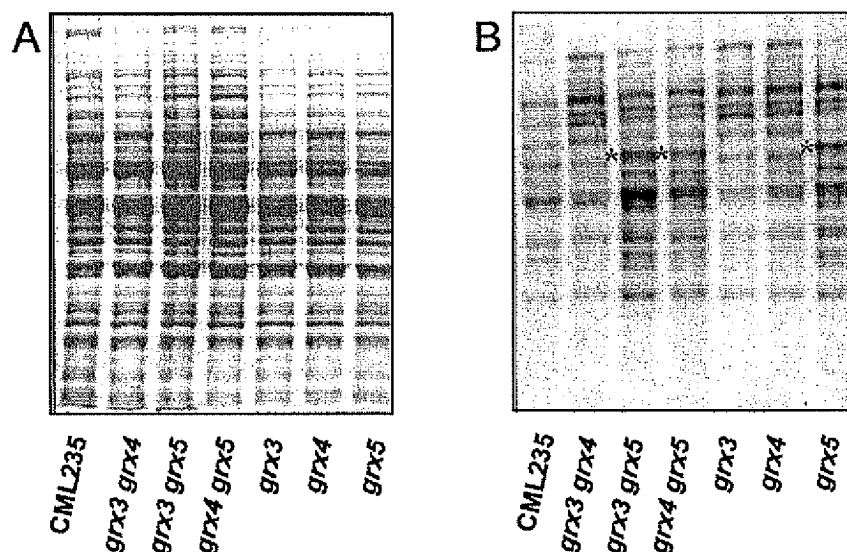 A
B
* * *
CML235
grx3 grx4
grx3 grx5
grx4 grx5
grx3
grx4
grx5
CML235
grx3 grx4
grx3 grx5
grx4 grx5
grx3
grx4
grx5